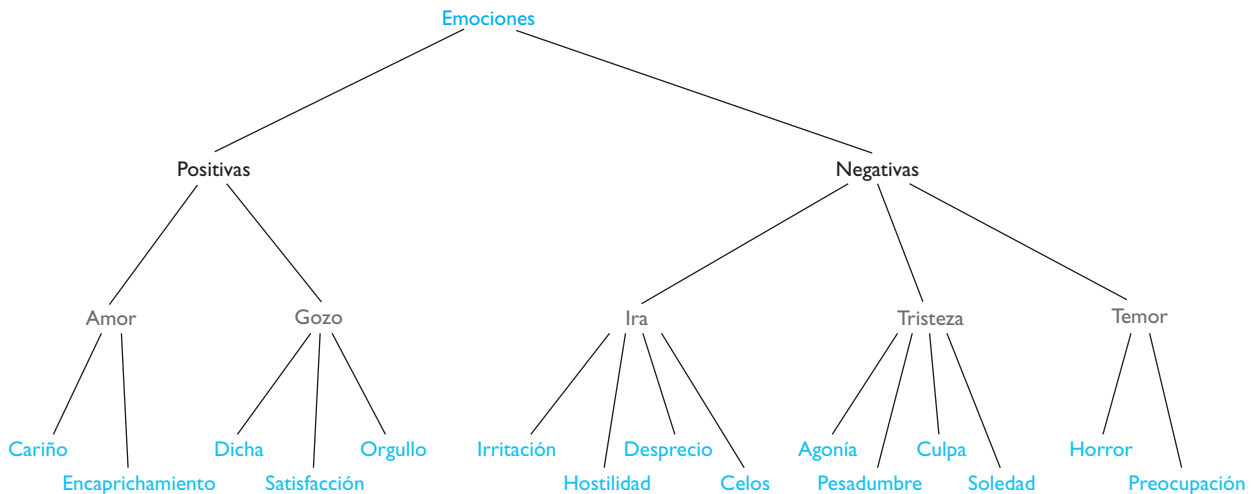 Emociones
Positivas
Negativas
Amor
Gozo
Ira
Tristeza
Temor
Cariño
Dicha
Orgullo
Irritación
Desprecio
Agonía
Culpa
Horror
Encaprichamiento
Satisfacción
Hostilidad
Celos
Pesadumbre
Soledad
Preocupación